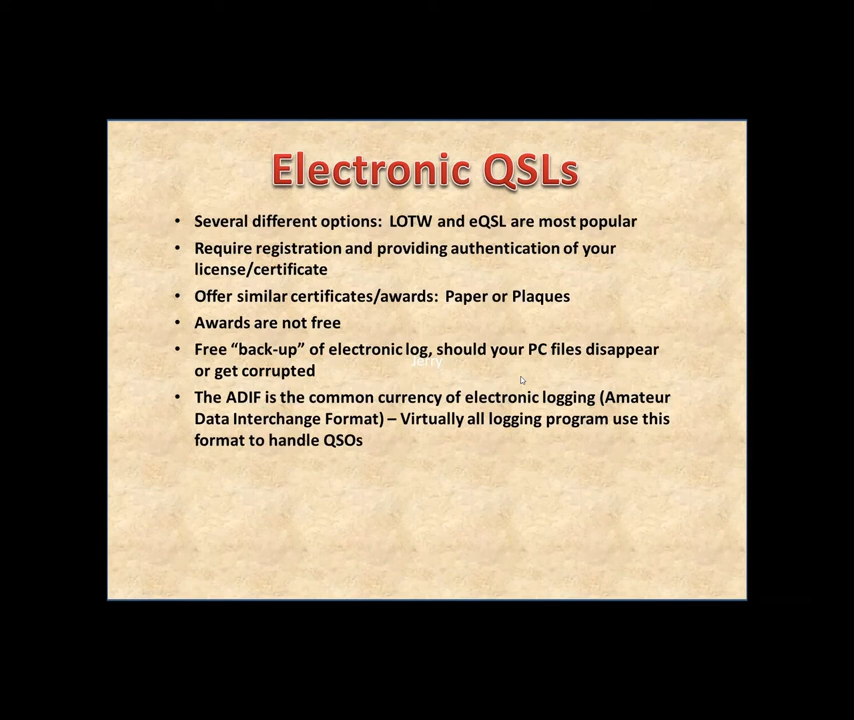 Electronic QSLs
• Several different options: LOTW and eQSL are most popular
• Require registration and providing authentication of your
license/certificate
• Offer similar certificates/awards: Paper or Plaques
• Awards are not free
• Free “back-up” of electronic log, should your PC files disappear
Jerry
or get corrupted
• The ADIF is the common currency of electronic logging (Amateur
Data Interchange Format) – Virtually all logging program use this
format to handle QSOs